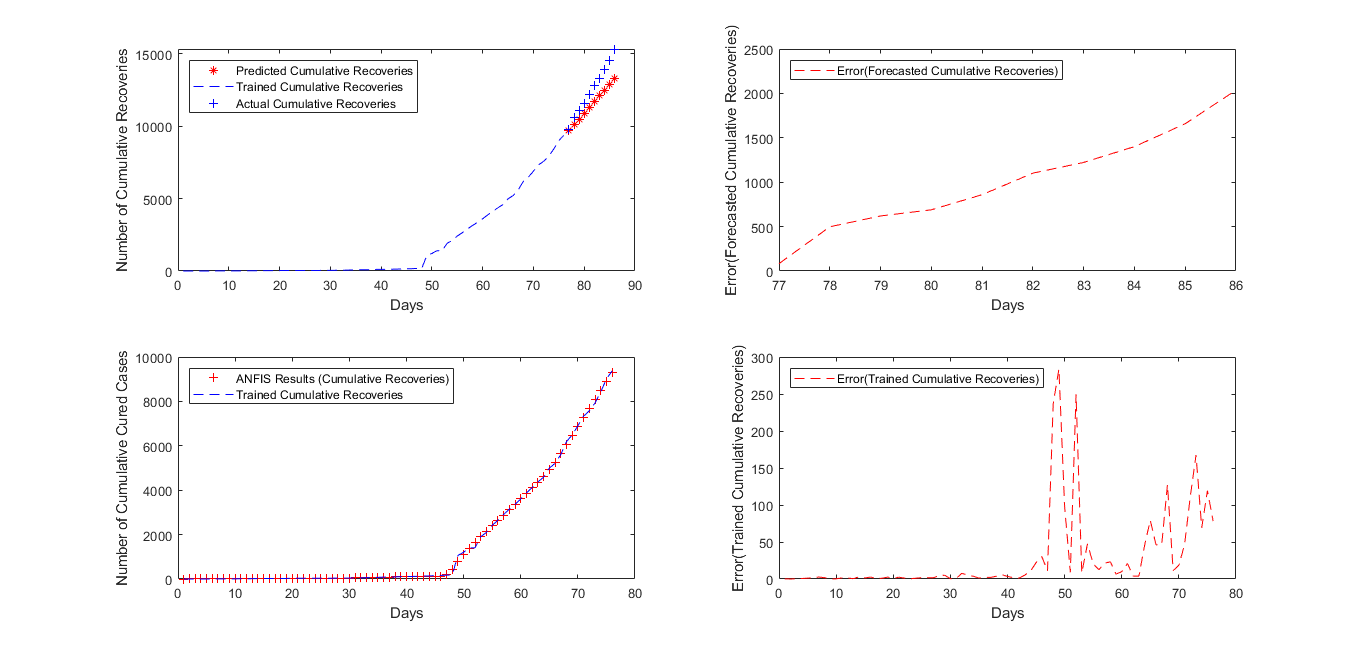 Number of Cumulative Recoveries
15000
10000
5000
0
Predicted Cumulative Recoveries
Trained Cumulative Recoveries
Actual Cumulative Recoveries
0 10 20 30 40 50 60 70 80 90
Days
Error(Forecasted Cumulative Recoveries)
2500
2000
1500
1000
500
0
Error(Forecasted Cumulative Recoveries)
77 78 79 80 81 82 83 84 85 86
Days
Number of Cumulative Cured Cases
10000
8000
6000
4000
2000
0
ANFIS Results (Cumulative Recoveries)
Trained Cumulative Recoveries
0 10 20 30 40 50 60 70 80
Days
Error(Trained Cumulative Recoveries)
300
250
200
150
100
50
0
Error(Trained Cumulative Recoveries)
0 10 20 30 40 50 60 70 80
Days